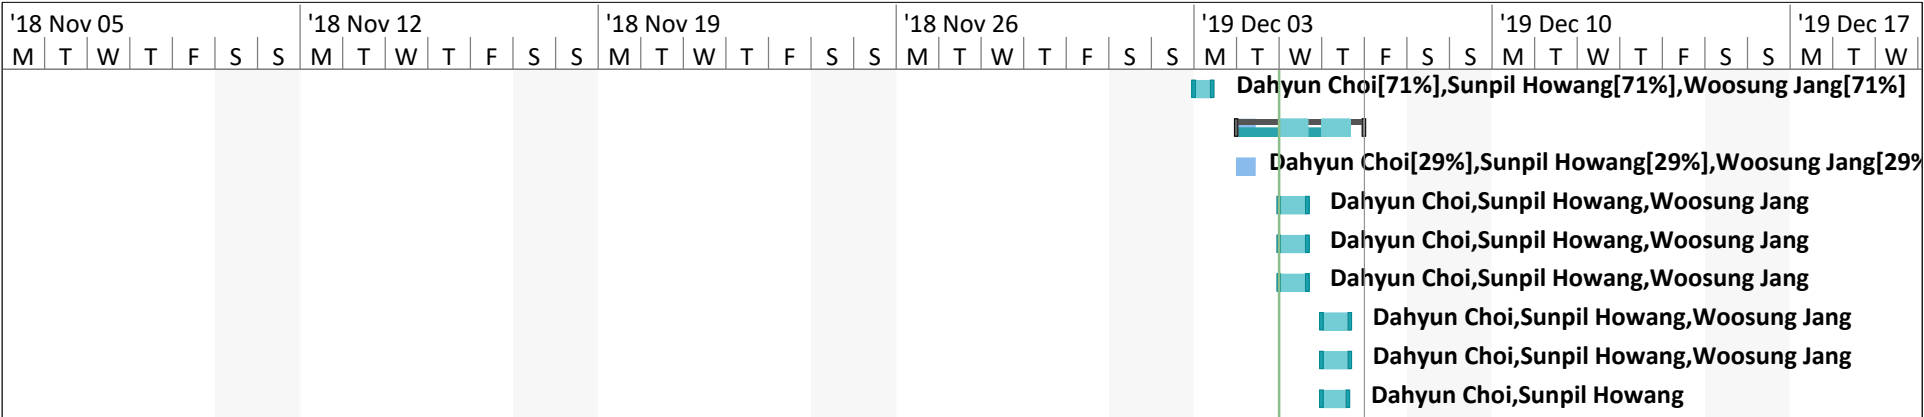 '18 Nov 05 '18 Nov 12 '18 Nov 19 '18 Nov 26 '19 Dec 03 '19 Dec 10 '19 Dec 17
M T W T F S S M T W T F S S M T W T F S S M T W T F S S M T W T F S S M T W T F S S M T W
Dahyun Choi[71%],Sunpil Howang[71%],Woosung Jang[71%]
Dahyun Choi[29%],Sunpil Howang[29%],Woosung Jang[29%
Dahyun Choi,Sunpil Howang,Woosung Jang
Dahyun Choi,Sunpil Howang,Woosung Jang
Dahyun Choi,Sunpil Howang,Woosung Jang
Dahyun Choi,Sunpil Howang,Woosung Jang
Dahyun Choi,Sunpil Howang,Woosung Jang
Dahyun Choi,Sunpil Howang